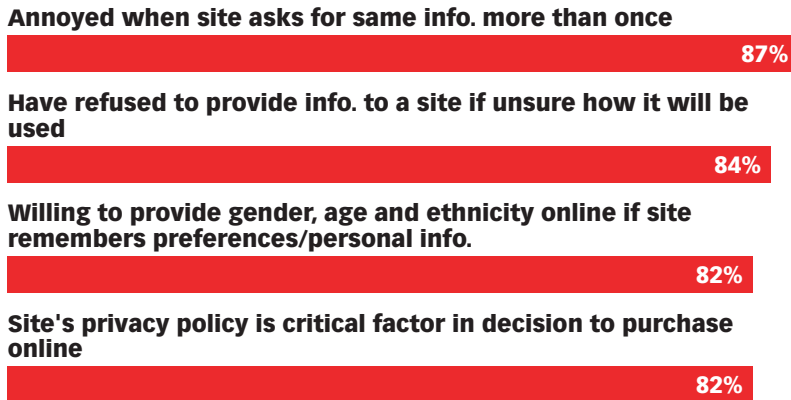 Annoyed when site asks for same info. more than once
87%
Have refused to provide info. to a site if unsure how it will be
used
84%
Willing to provide gender, age and ethnicity online if site
remembers preferences/personal info.
82%
Site's privacy policy is critical factor in decision to purchase
online
82%